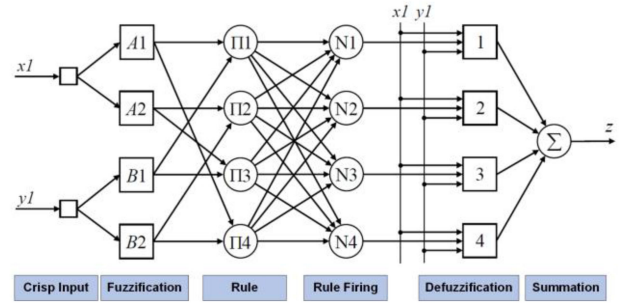 x1 y1
x1 A1 Π1 N1 1
A2 Π2 N2 2
Σ z
B1 Π3 N3 3
y1 B2 Π4 N4 4
Crisp Input Fuzzification Rule Rule Firing Defuzzification Summation